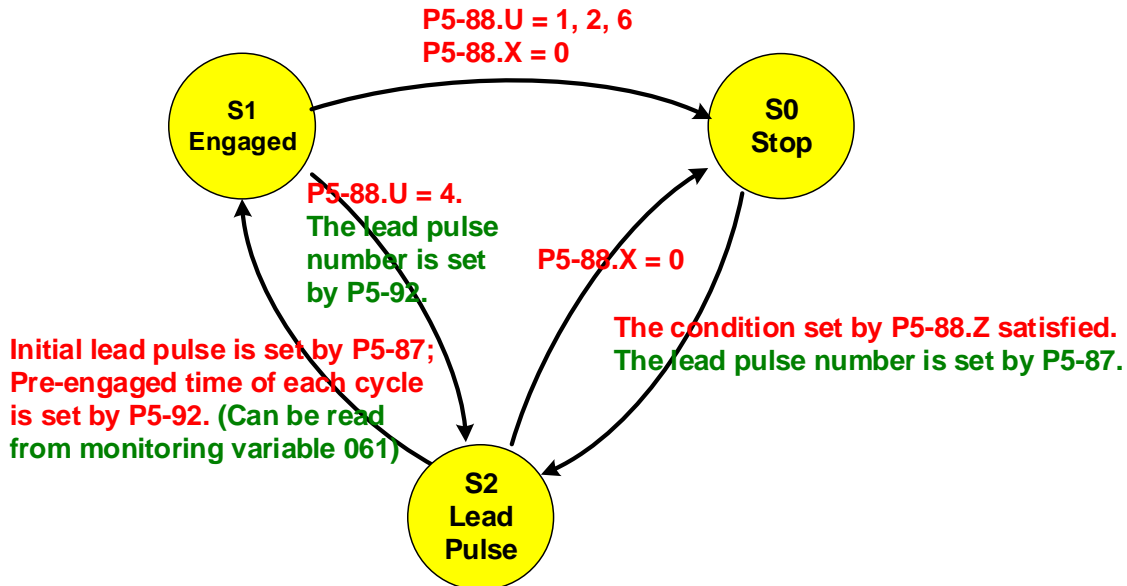 P5-88.U = 1, 2, 6
P5-88.X = 0
S1
Engaged
S0
Stop
P5-88.U = 4.
The lead pulse
number is set
by P5-92.
P5-88.X = 0
The condition set by P5-88.Z satisfied.
The lead pulse number is set by P5-87.
Initial lead pulse is set by P5-87;
Pre-engaged time of each cycle
is set by P5-92. (Can be read
from monitoring variable 061)
S2
Lead
Pulse